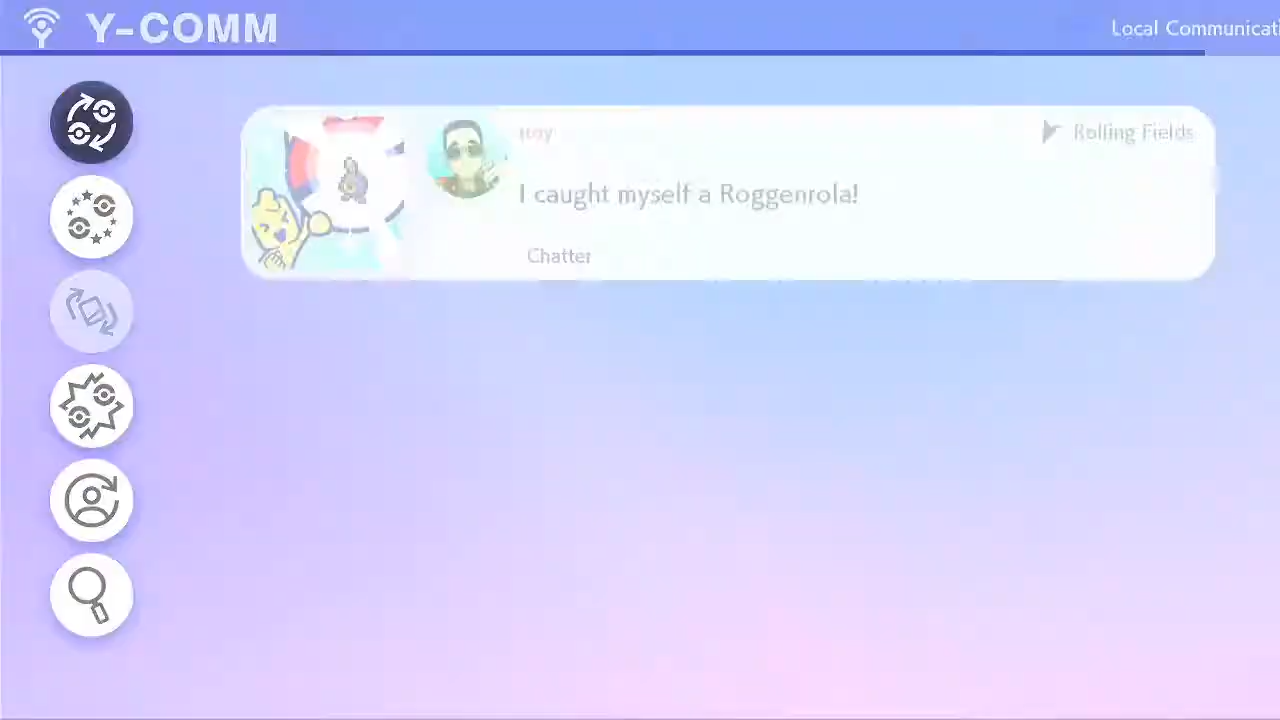 Y-COMM
Local Communicati
Rolling Fields
I caught myself a Roggenrola!
Chatter